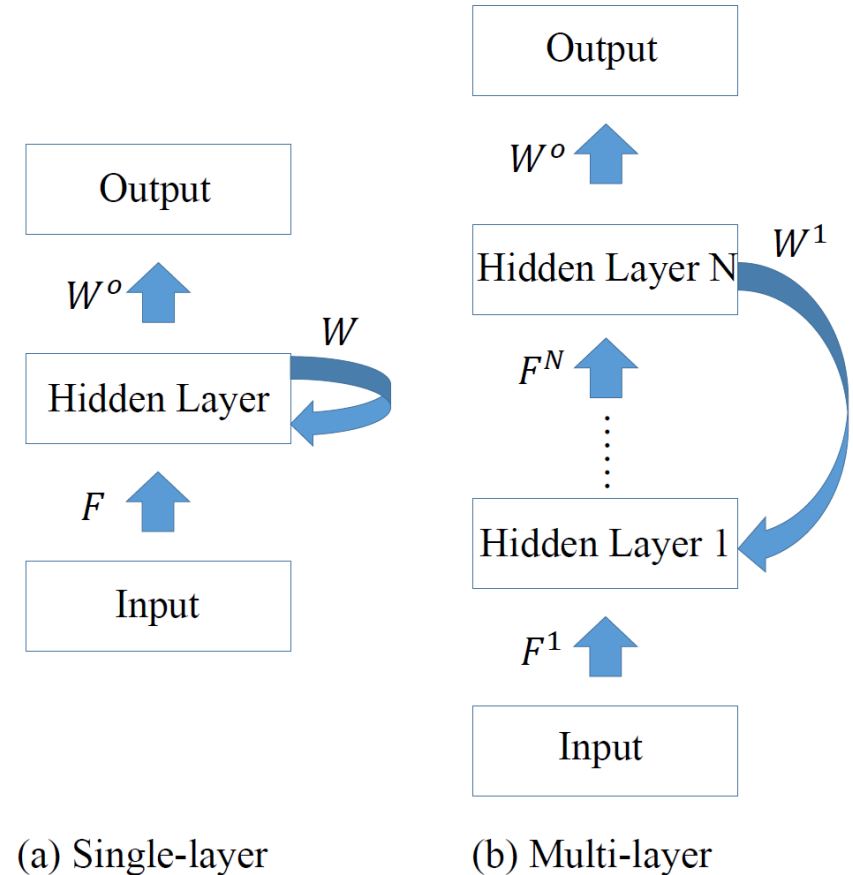 Output
W^o
W
Hidden Layer
F
Input
(a) Single-layer
Output
W^o
Hidden Layer N
W^1
F^N
......
Hidden Layer 1
F^1
Input
(b) Multi-layer